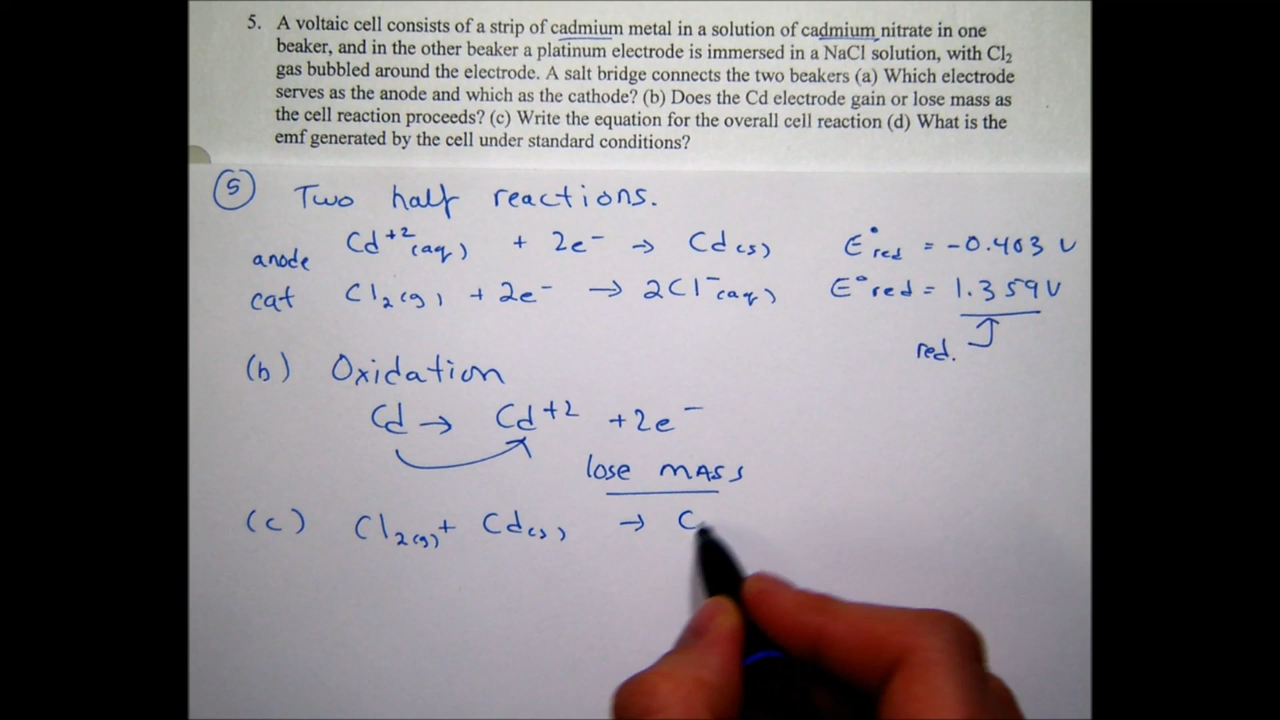 5. A voltaic cell consists of a strip of cadmium metal in a solution of cadmium nitrate in one
beaker, and in the other beaker a platinum electrode is immersed in a NaCl solution, with Cl₂
gas bubbled around the electrode. A salt bridge connects the two beakers (a) Which electrode
serves as the anode and which as the cathode? (b) Does the Cd electrode gain or lose mass as
the cell reaction proceeds? (c) Write the equation for the overall cell reaction (d) What is the
emf generated by the cell under standard conditions?
5 Two half reactions.
anode Cd⁺²(aq) + 2e⁻ → Cd(s) E°red = -0.403 V
cat Cl₂(g) + 2e⁻ → 2Cl⁻(aq) E°red = 1.359V
red.
(b) Oxidation
Cd → Cd⁺² + 2e⁻
lose MASS
(c) Cl₂(g) + Cd(s) → C